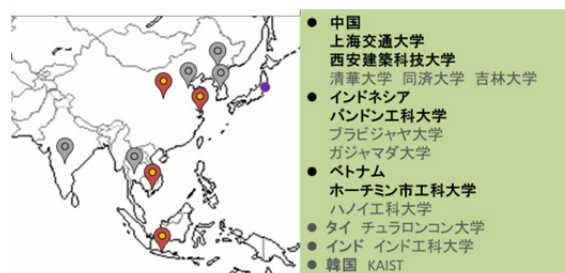 ● 中国
上海交通大学
西安建築科技大学
清華大学 同済大学 吉林大学
● インドネシア
バンドン工科大学
ブラビジャヤ大学
ガジャマダ大学
● ベトナム
ホーチミン市工科大学
ハノイ工科大学
● タイ チュラロンコン大学
● インド インド工科大学
● 韓国 KAIST